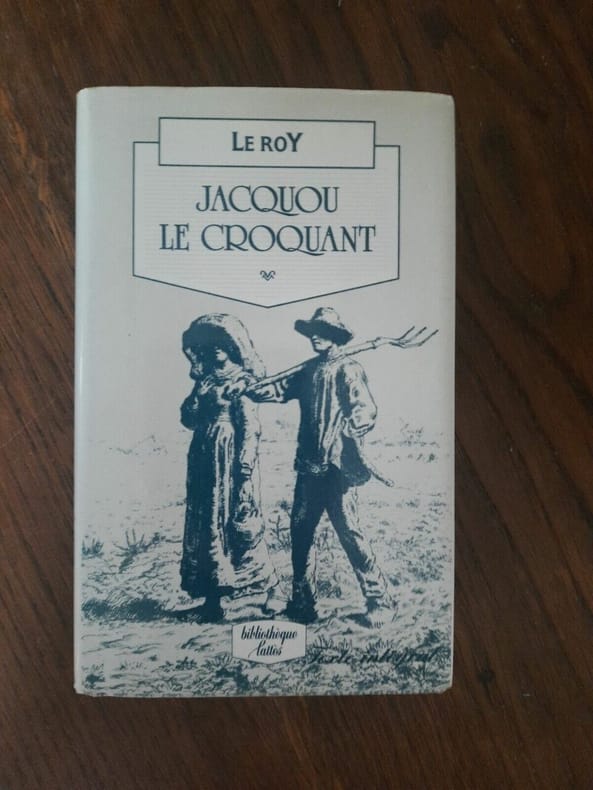 LE ROY
JACQUOU
LE CROQUANT
bibliothèque
Lattès
Texte intégral